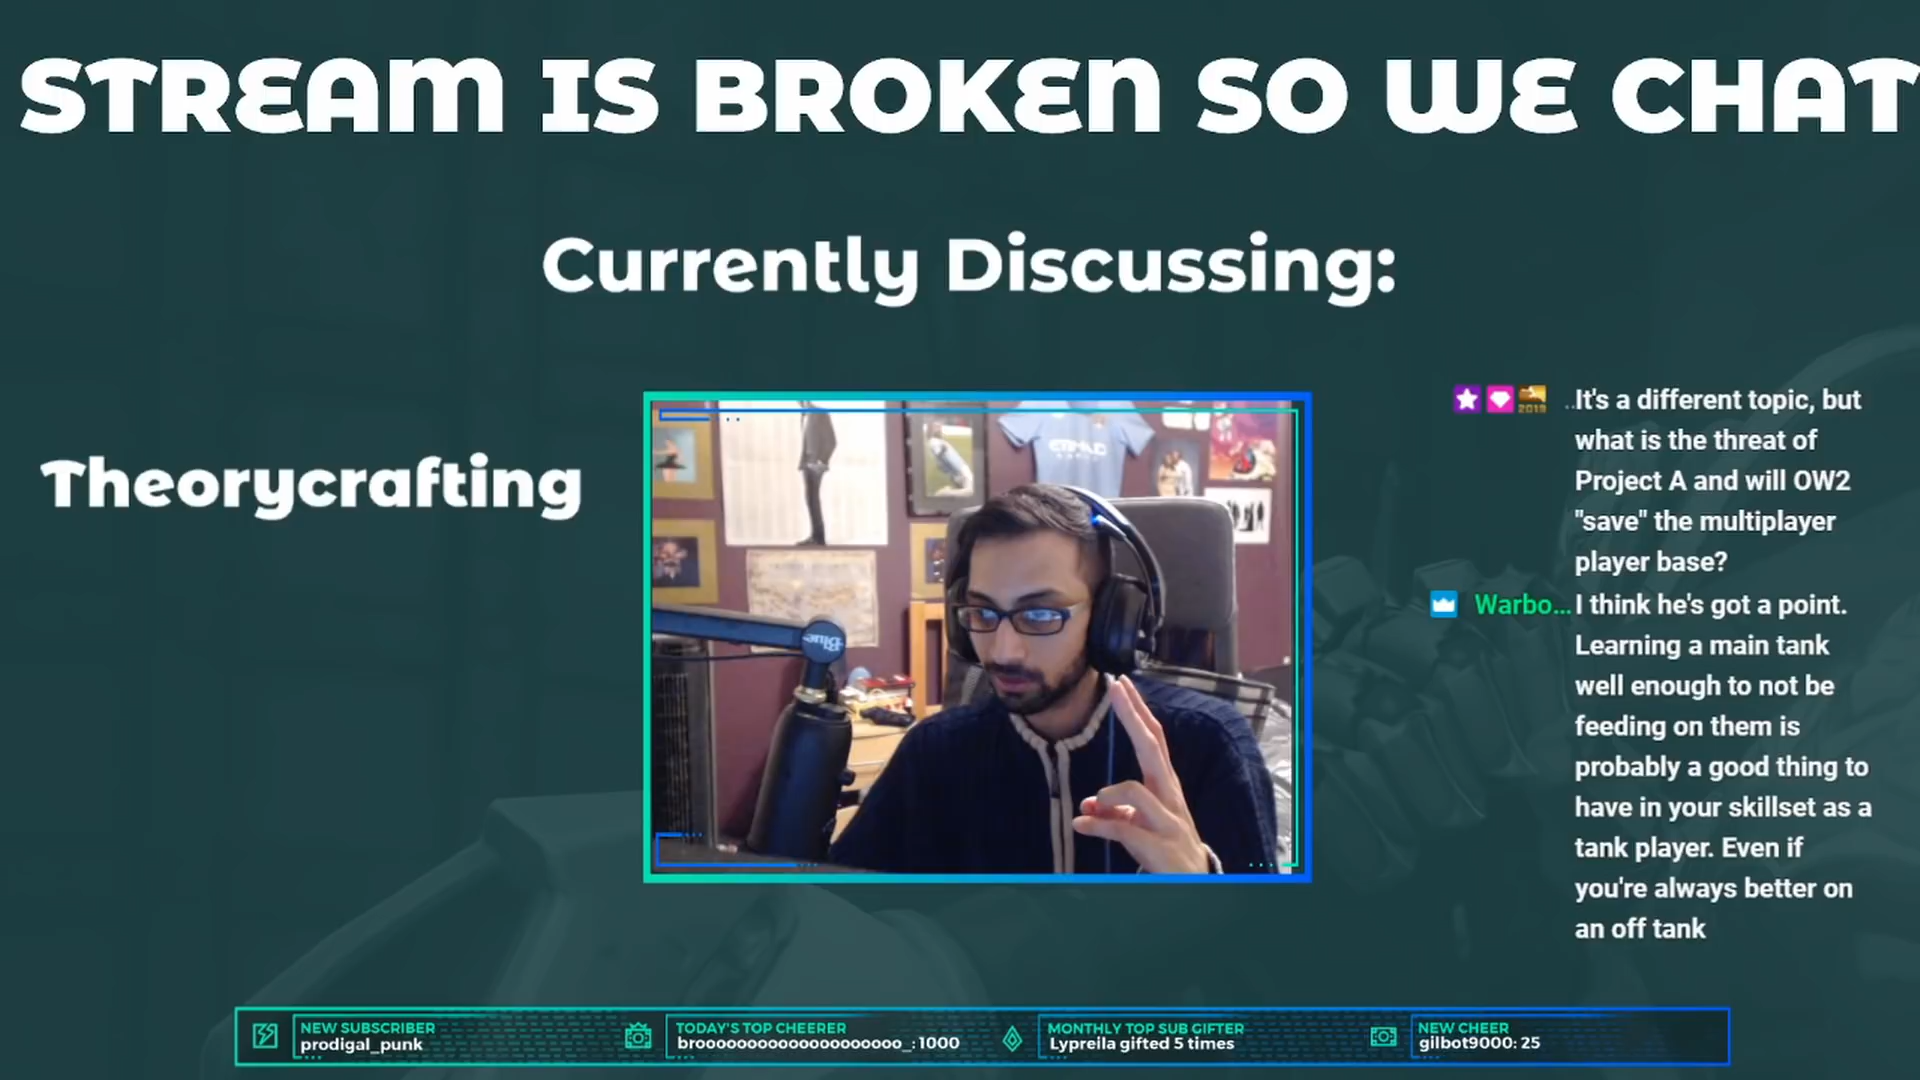 STREAM IS BROKEN SO WE CHAT
Currently Discussing:
Theorycrafting
ETIHAD
2019
..It's a different topic, but
what is the threat of
Project A and will OW2
"save" the multiplayer
player base?
Warbo... I think he's got a point.
Learning a main tank
well enough to not be
feeding on them is
probably a good thing to
have in your skillset as a
tank player. Even if
you're always better on
an off tank
NEW SUBSCRIBER
prodigal_punk
TODAY'S TOP CHEERER
MONTHLY TOP SUB GIFTER
Lypreila gifted 5 times
NEW CHEER
gilbot9000: 25